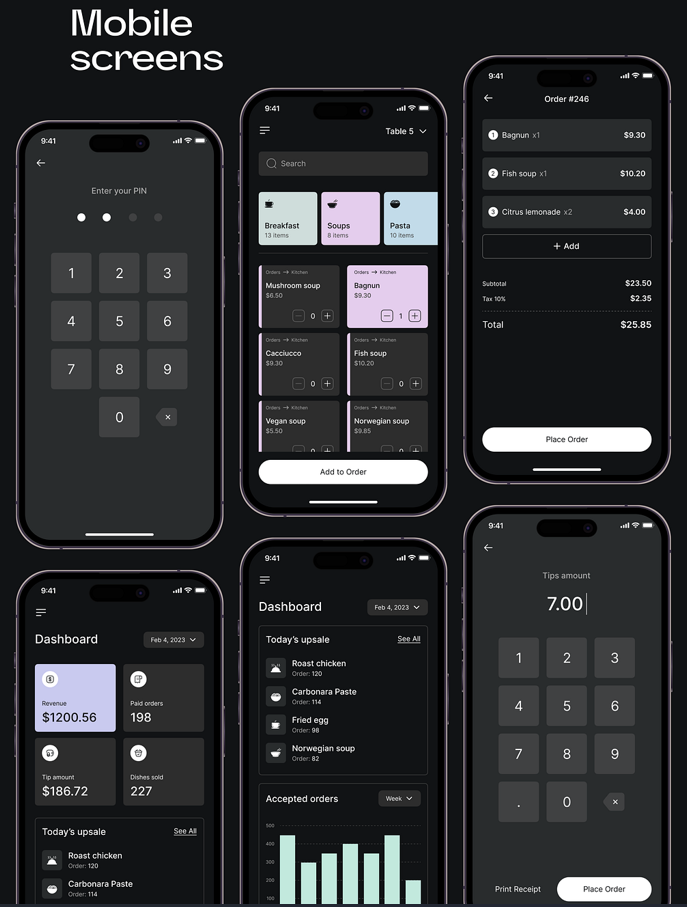 Mobile
screens
9:41
Enter your PIN
1 2 3
4 5 6
7 8 9
0
9:41
Table 5
Search
Breakfast
13 items
Soups
8 items
Pasta
10 items
Orders → Kitchen
Mushroom soup
$6.50
0
Orders → Kitchen
Bagnun
$9.30
1
Orders → Kitchen
Cacciucco
$9.30
0
Orders → Kitchen
Fish soup
$10.20
0
Orders → Kitchen
Vegan soup
$5.50
0
Orders → Kitchen
Norwegian soup
$9.85
0
Add to Order
9:41
Order #246
1 Bagnun x1 $9.30
2 Fish soup x1 $10.20
3 Citrus lemonade x2 $4.00
+ Add
Subtotal $23.50
Tax 10% $2.35
Total $25.85
Place Order
9:41
Dashboard
Feb 4, 2023
Revenue
$1200.56
Paid orders
198
Tip amount
$186.72
Dishes sold
227
Today's upsale See All
Roast chicken
Order: 120
Carbonara Paste
Order: 114
9:41
Dashboard
Feb 4, 2023
Today's upsale See All
Roast chicken
Order: 120
Carbonara Paste
Order: 114
Fried egg
Order: 98
Norwegian soup
Order: 82
Accepted orders
Week
500
400
300
200
100
9:41
Tips amount
7.00
1 2 3
4 5 6
7 8 9
. 0
Print Receipt
Place Order